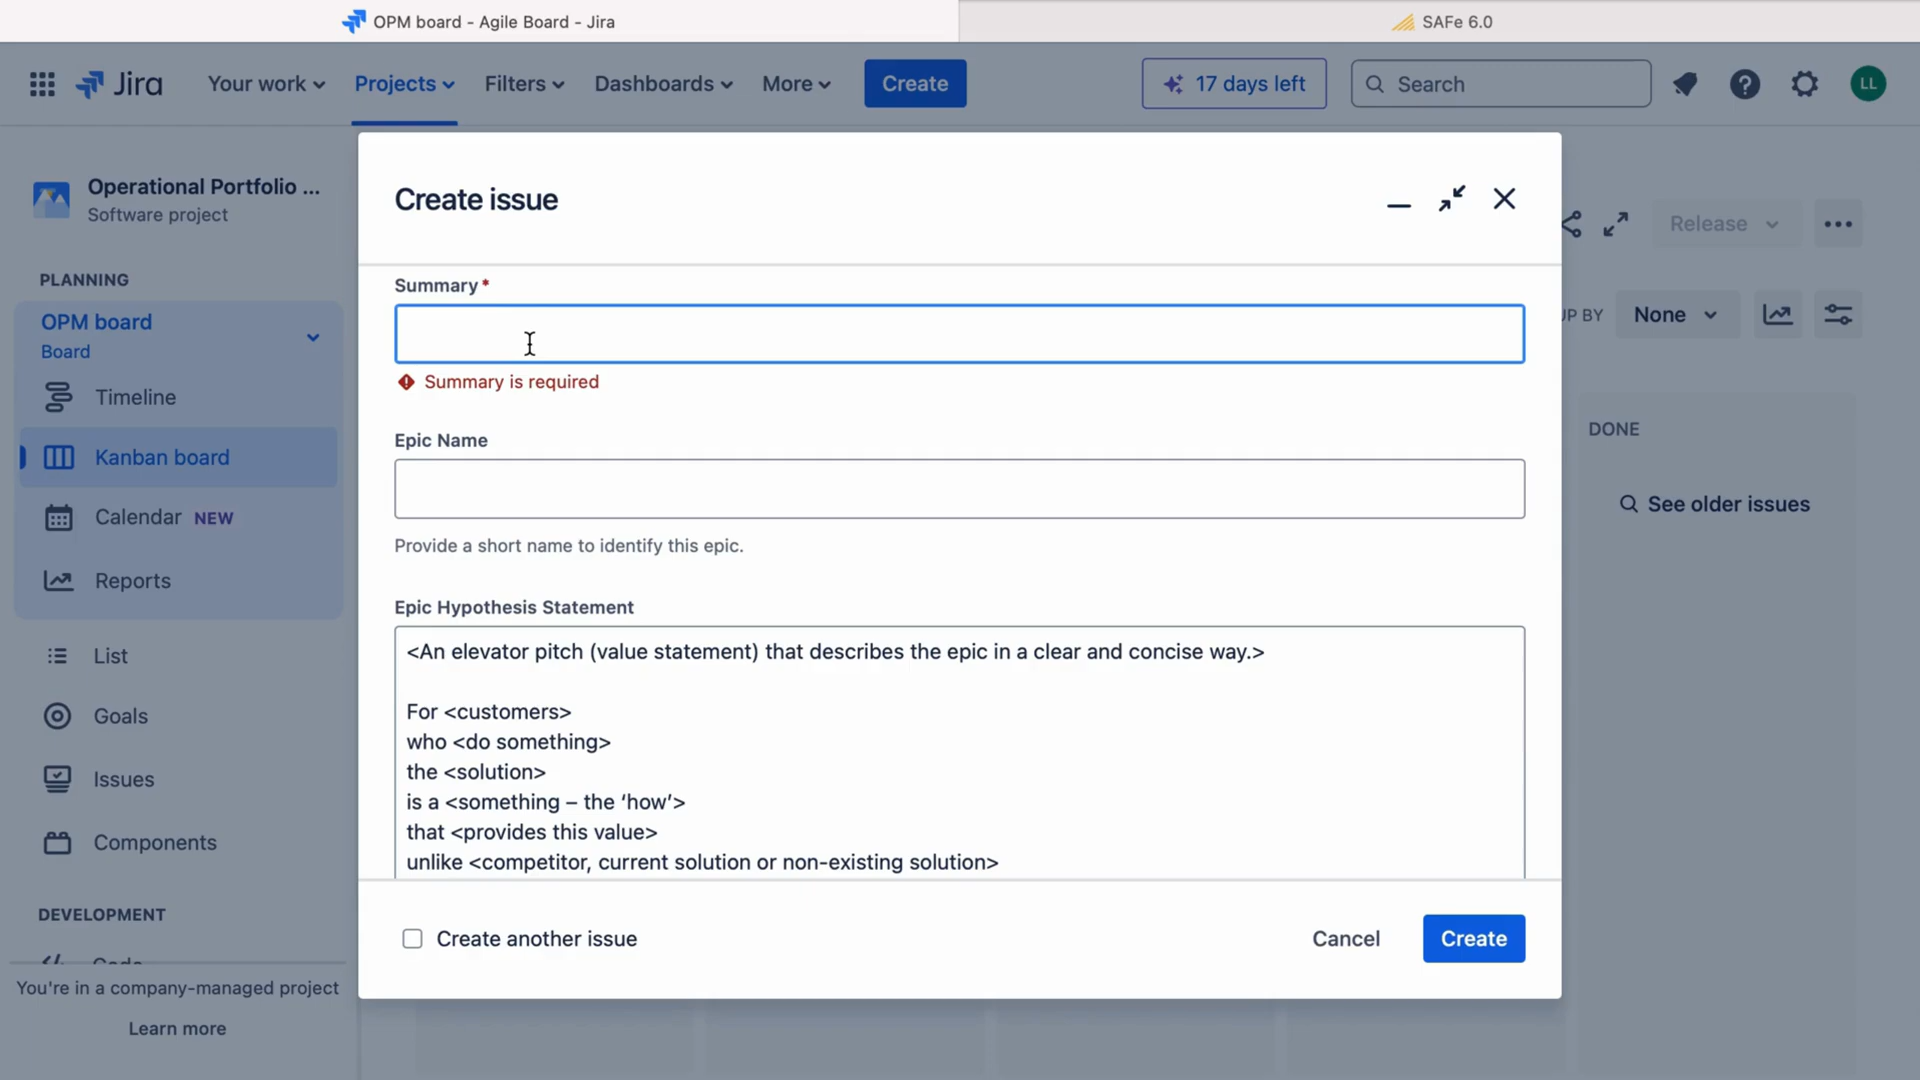 OPM board - Agile Board - Jira
SAFe 6.0
Jira
Your work
Projects
Filters
Dashboards
More
Create
17 days left
Search
LL
Operational Portfolio ...
Software project
PLANNING
OPM board
Board
Timeline
Kanban board
Calendar NEW
Reports
List
Goals
Issues
Components
DEVELOPMENT
You're in a company-managed project
Learn more
Release
UP BY
None
DONE
See older issues
Create issue
Summary *
Summary is required
Epic Name
Provide a short name to identify this epic.
Epic Hypothesis Statement
<An elevator pitch (value statement) that describes the epic in a clear and concise way.>
For <customers>
who <do something>
the <solution>
is a <something – the ‘how’>
that <provides this value>
unlike <competitor, current solution or non-existing solution>
Create another issue
Cancel
Create